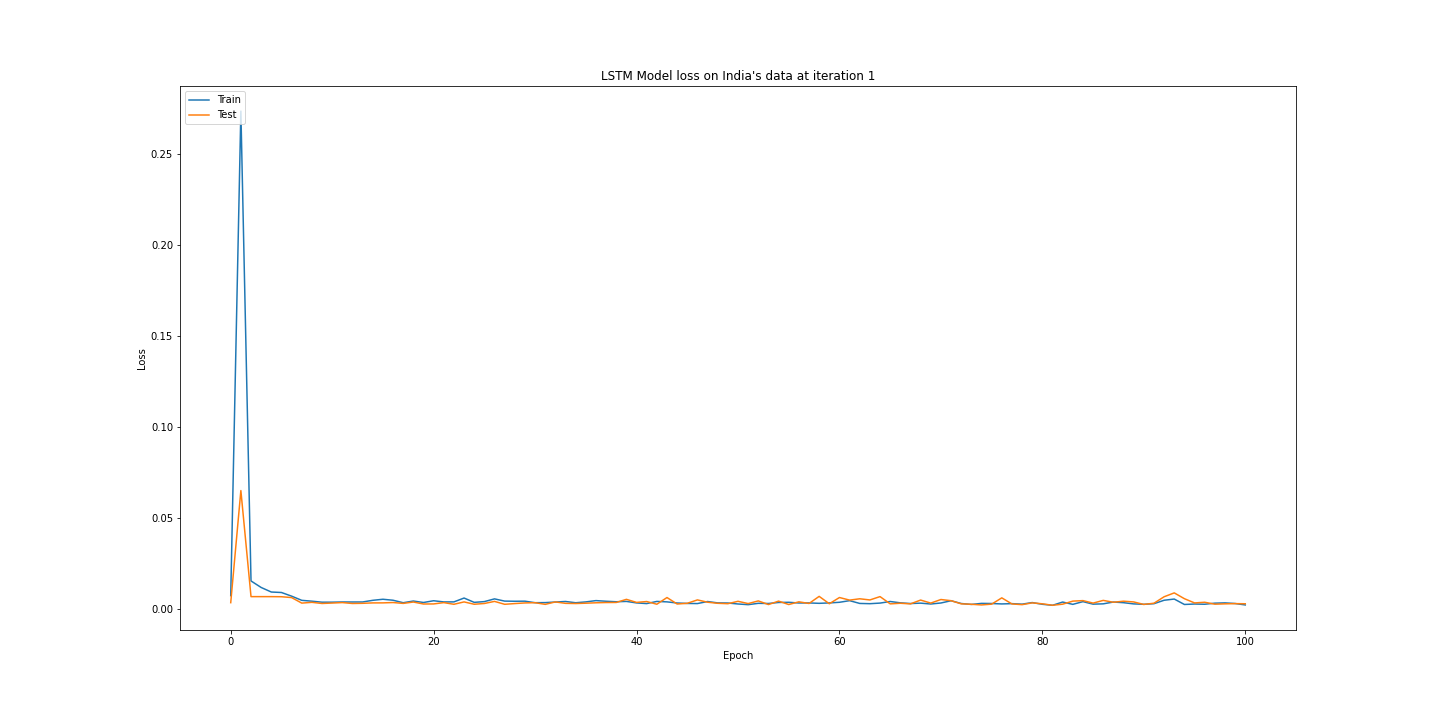 LSTM Model loss on India's data at iteration 1
Train
Test
0.25
0.20
0.15
0.10
0.05
0.00
Loss
0 20 40 60 80 100
Epoch